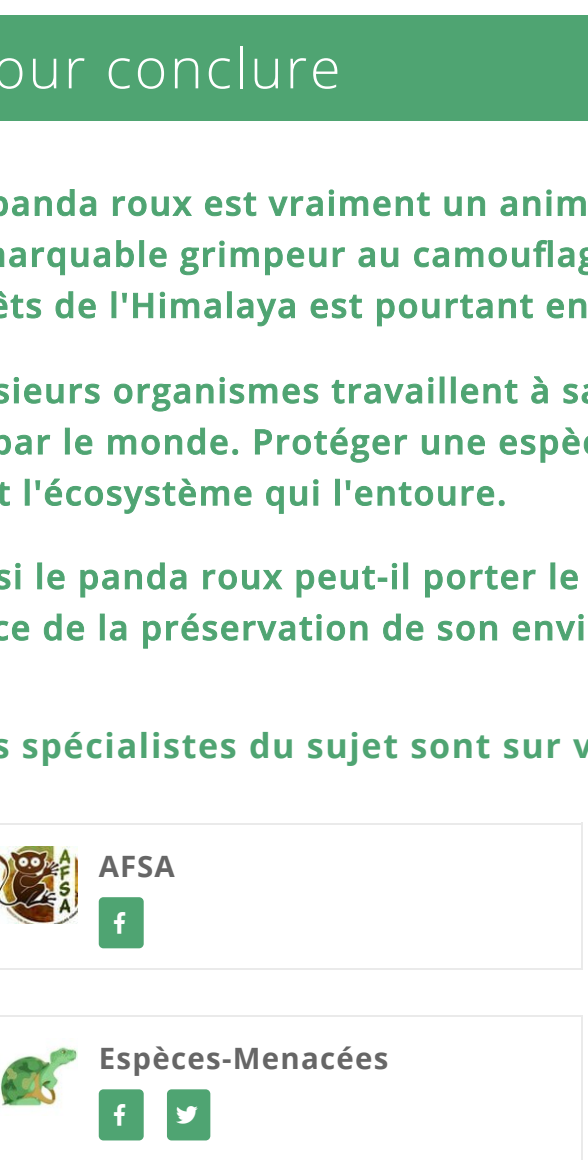 our conclure
panda roux est vraiment un anim
arquable grimpeur au camouflag
êts de l'Himalaya est pourtant en
sieurs organismes travaillent à sa
par le monde. Protéger une espèc
t l'écosystème qui l'entoure.
si le panda roux peut-il porter le
ce de la préservation de son envi
s spécialistes du sujet sont sur v
AFSA
AFSA
Espèces-Menacées